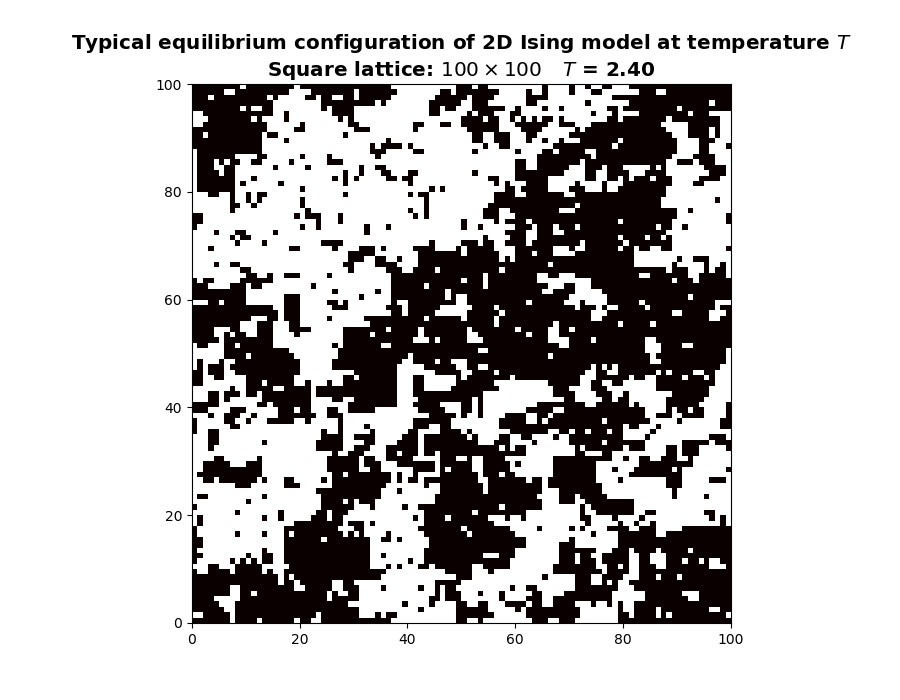 Typical equilibrium configuration of 2D Ising model at temperature T
Square lattice: 100 × 100 T = 2.40
100
80
60
40
20
0
0 20 40 60 80 100